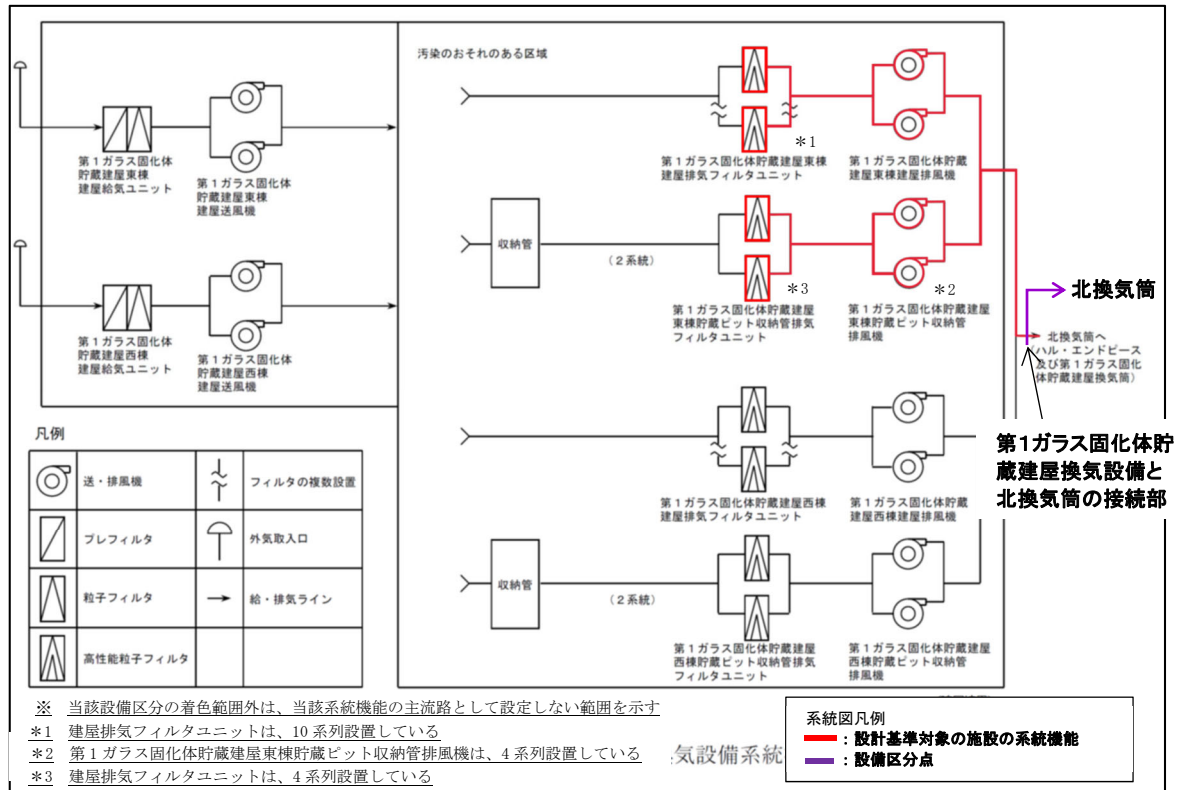 汚染のおそれのある区域
第1ガラス固化体
貯蔵建屋東棟
建屋給気ユニット
第1ガラス固化体
貯蔵建屋東棟
建屋送風機
第1ガラス固化体
貯蔵建屋西棟
建屋給気ユニット
第1ガラス固化体
貯蔵建屋西棟
建屋送風機
*1
第1ガラス固化体貯蔵建屋東棟
建屋排気フィルタユニット
第1ガラス固化体貯蔵
建屋東棟建屋排風機
収納管
(2系統)
*3
*2
第1ガラス固化体貯蔵建屋
東棟貯蔵ピット収納管排気
フィルタユニット
第1ガラス固化体貯蔵建屋
東棟貯蔵ピット収納管
排風機
北換気筒
北換気筒へ
(ハル・エンドピース
及び第1ガラス固化
体貯蔵建屋換気筒)
第1ガラス固化体貯
蔵建屋換気設備と
北換気筒の接続部
第1ガラス固化体貯蔵建屋西棟
建屋排気フィルタユニット
第1ガラス固化体貯蔵
建屋西棟建屋排風機
収納管
(2系統)
第1ガラス固化体貯蔵建屋
西棟貯蔵ピット収納管排気
フィルタユニット
第1ガラス固化体貯蔵建屋
西棟貯蔵ピット収納管
排風機
凡例
送・排風機
フィルタの複数設置
プレフィルタ
外気取入口
粒子フィルタ
給・排気ライン
高性能粒子フィルタ
※ 当該設備区分の着色範囲外は、当該系統機能の主流路として設定しない範囲を示す
*1 建屋排気フィルタユニットは、10系列設置している
*2 第1ガラス固化体貯蔵建屋東棟貯蔵ピット収納管排風機は、4系列設置している
*3 建屋排気フィルタユニットは、4系列設置している
気設備系統
系統図凡例
:設計基準対象の施設の系統機能
:設備区分点